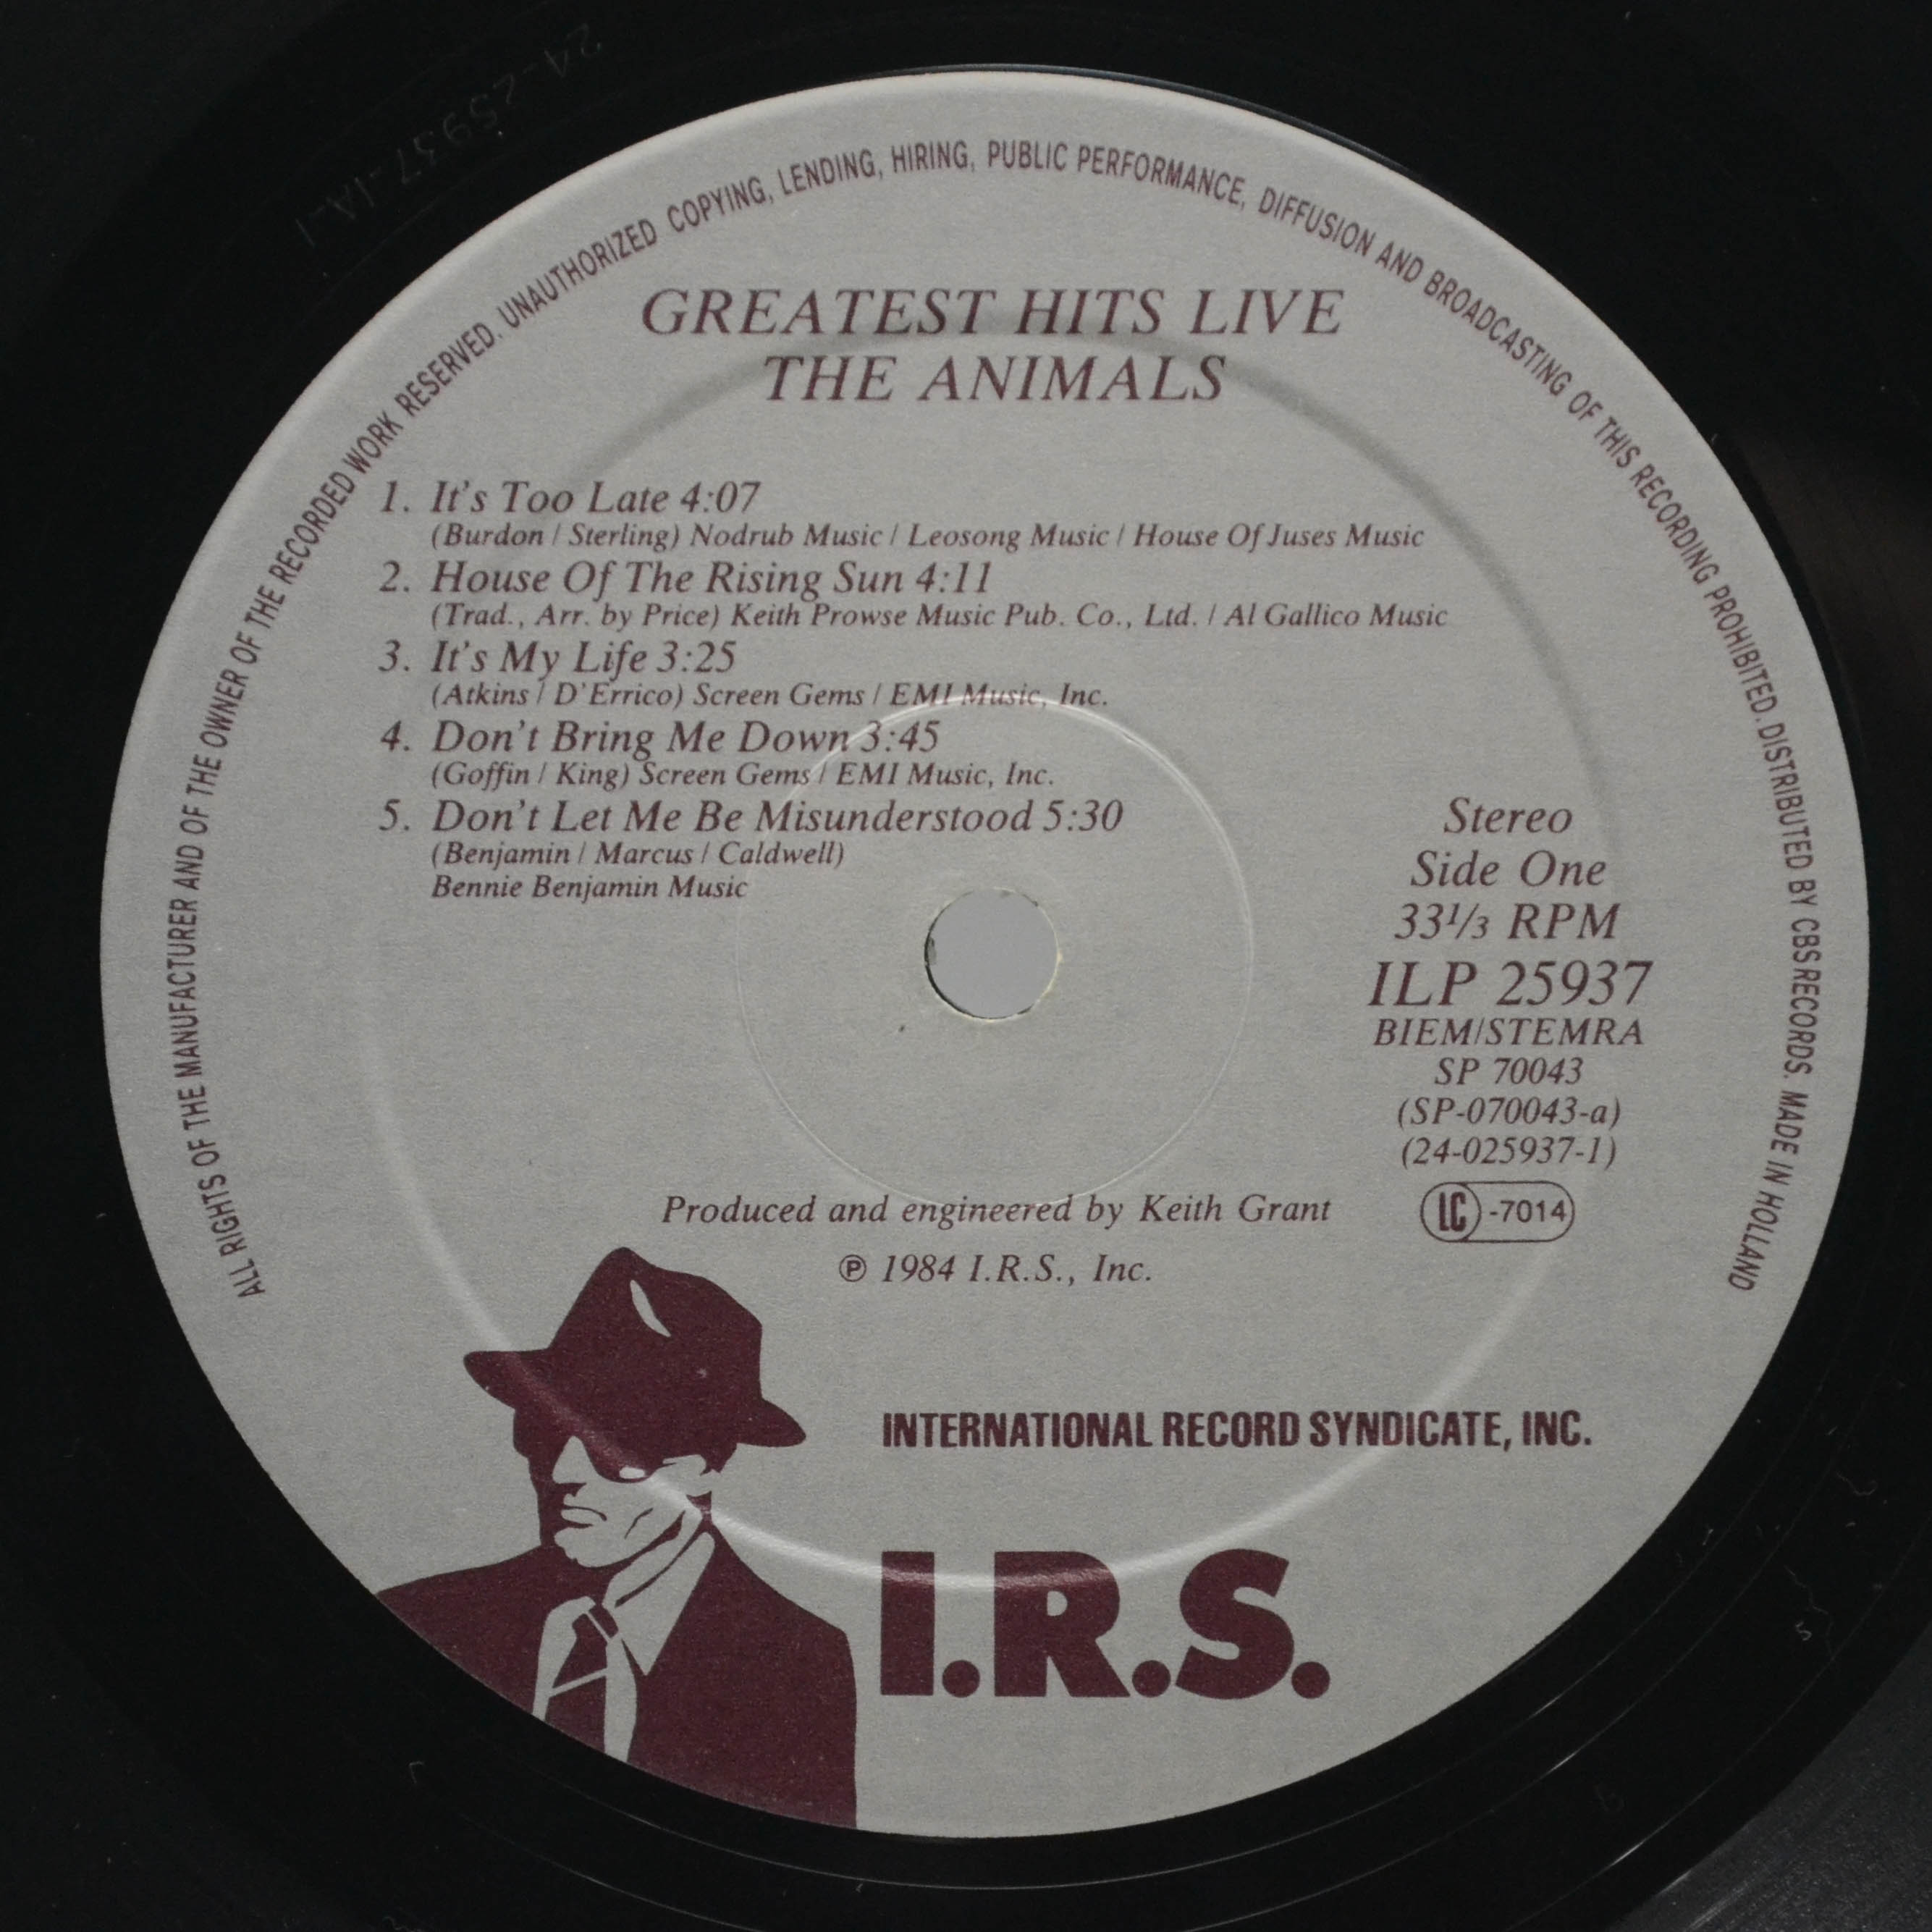 24-25937-1A-1
ALL RIGHTS OF THE MANUFACTURER AND OF THE OWNER OF THE RECORDED WORK RESERVED. UNAUTHORIZED COPYING, LENDING, HIRING, PUBLIC PERFORMANCE, DIFFUSION AND BROADCASTING OF THIS RECORDING PROHIBITED. DISTRIBUTED BY CBS RECORDS. MADE IN HOLLAND
GREATEST HITS LIVE
THE ANIMALS
1. It's Too Late 4:07
(Burdon / Sterling) Nodrub Music / Leosong Music / House Of Juses Music
2. House Of The Rising Sun 4:11
(Trad., Arr. by Price) Keith Prowse Music Pub. Co., Ltd. / Al Gallico Music
3. It's My Life 3:25
(Atkins / D'Errico) Screen Gems / EMI Music, Inc.
4. Don't Bring Me Down 3:45
(Goffin / King) Screen Gems / EMI Music, Inc.
5. Don't Let Me Be Misunderstood 5:30
(Benjamin / Marcus / Caldwell)
Bennie Benjamin Music
Stereo
Side One
33 1/3 RPM
ILP 25937
BIEM/STEMRA
SP 70043
(SP-070043-a)
(24-025937-1)
LC -7014
Produced and engineered by Keith Grant
℗ 1984 I.R.S., Inc.
INTERNATIONAL RECORD SYNDICATE, INC.
I.R.S.